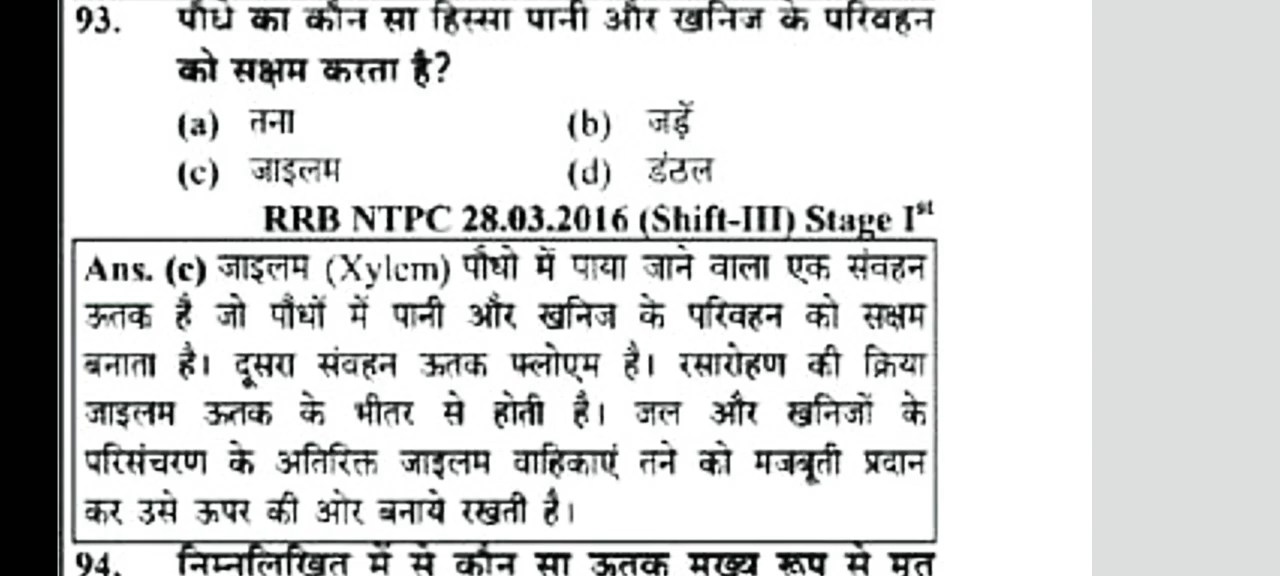 93. पौधे का कौन सा हिस्सा पानी और खनिज के परिवहन
को सक्षम करता है?
(a) तना (b) जड़ें
(c) जाइलम (d) डंठल
RRB NTPC 28.03.2016 (Shift-III) Stage Ist
Ans. (c) जाइलम (Xylem) पौधो में पाया जाने वाला एक संवहन
ऊतक है जो पौधों में पानी और खनिज के परिवहन को सक्षम
बनाता है। दूसरा संवहन ऊतक फ्लोएम है। रसारोहण की क्रिया
जाइलम ऊतक के भीतर से होती है। जल और खनिजों के
परिसंचरण के अतिरिक्त जाइलम वाहिकाएं तने को मजबूती प्रदान
कर उसे ऊपर की ओर बनाये रखती है।
94. निम्नलिखित में से कौन सा ऊतक मुख्य रूप से मृत